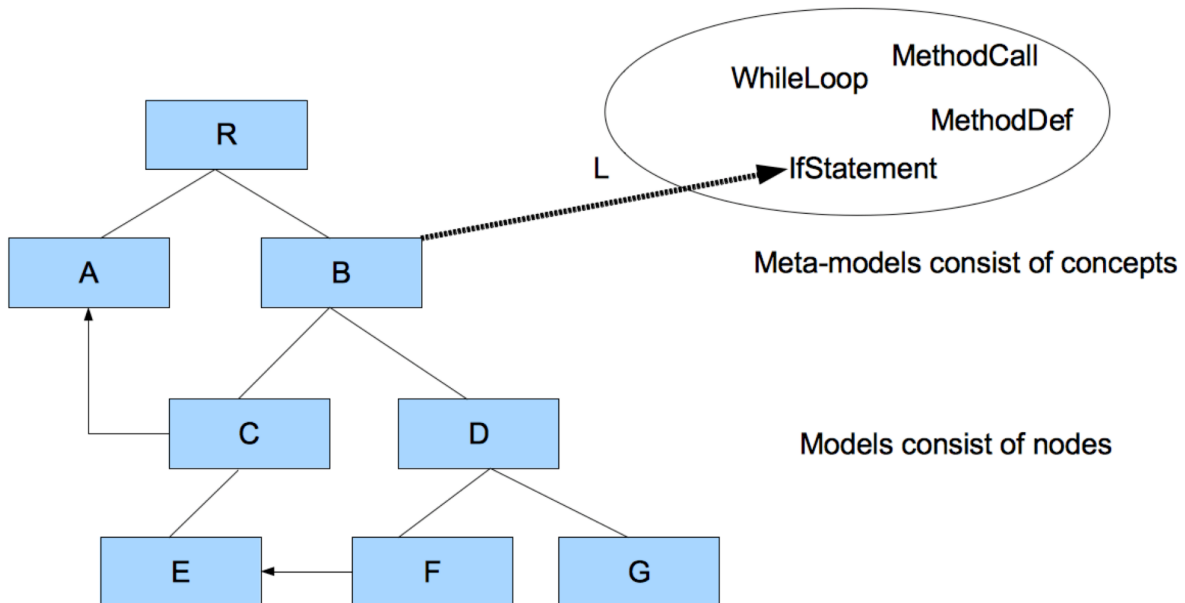 MethodCall
WhileLoop
MethodDef
R
L
IfStatement
A
B
Meta-models consist of concepts
C
D
Models consist of nodes
E
F
G